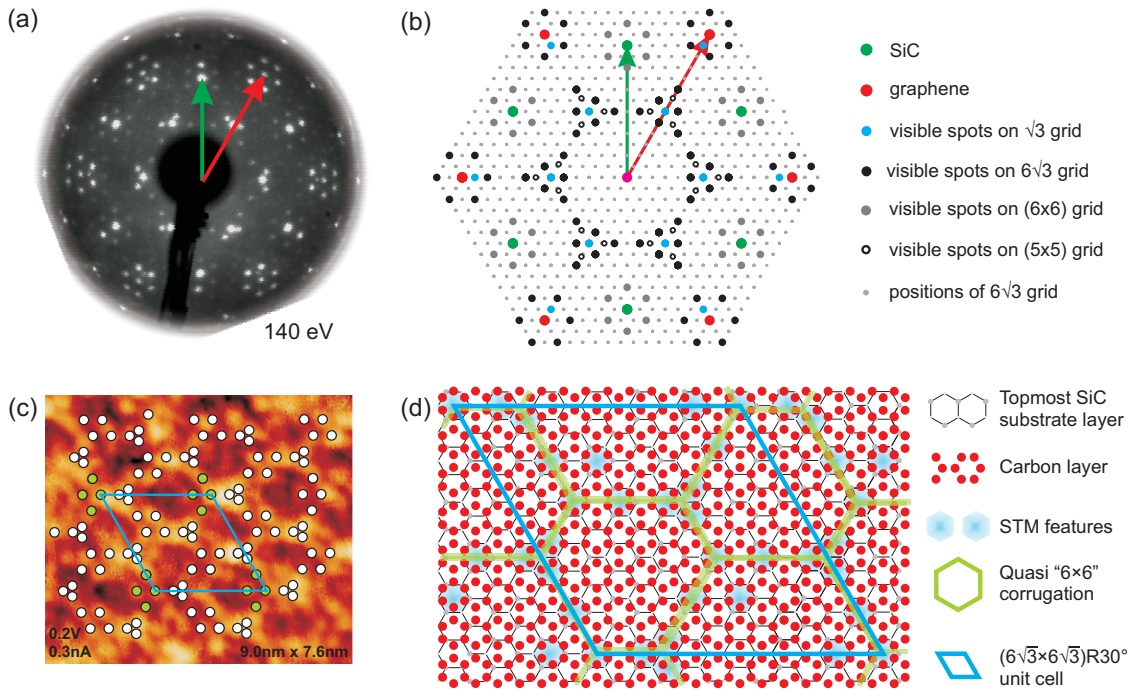 (a)
140 eV
(b)
SiC
graphene
visible spots on √3 grid
visible spots on 6√3 grid
visible spots on (6x6) grid
visible spots on (5x5) grid
positions of 6√3 grid
(c)
0.2V
0.3nA
9.0nm x 7.6nm
(d)
Topmost SiC
substrate layer
Carbon layer
STM features
Quasi “6×6”
corrugation
(6√3×6√3)R30°
unit cell